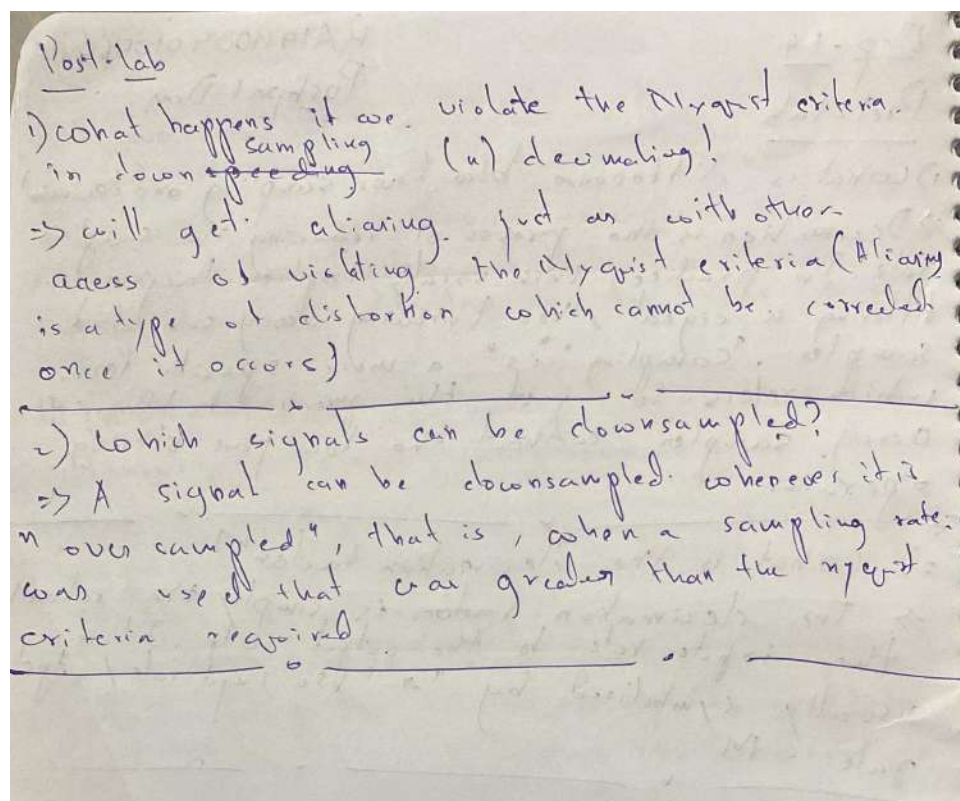 Post-lab
1) what happens if we violate the Nyquist criteria
in down sampling (or) decimating?
=> will get aliasing just as with other
cases of violating the Nyquist criteria (Aliasing
is a type of distortion which cannot be corrected
once it occurs)
2) Which signals can be downsampled?
=> A signal can be downsampled whenever it is
"over sampled", that is, when a sampling rate
was used that was greater than the nyquist
criteria required.